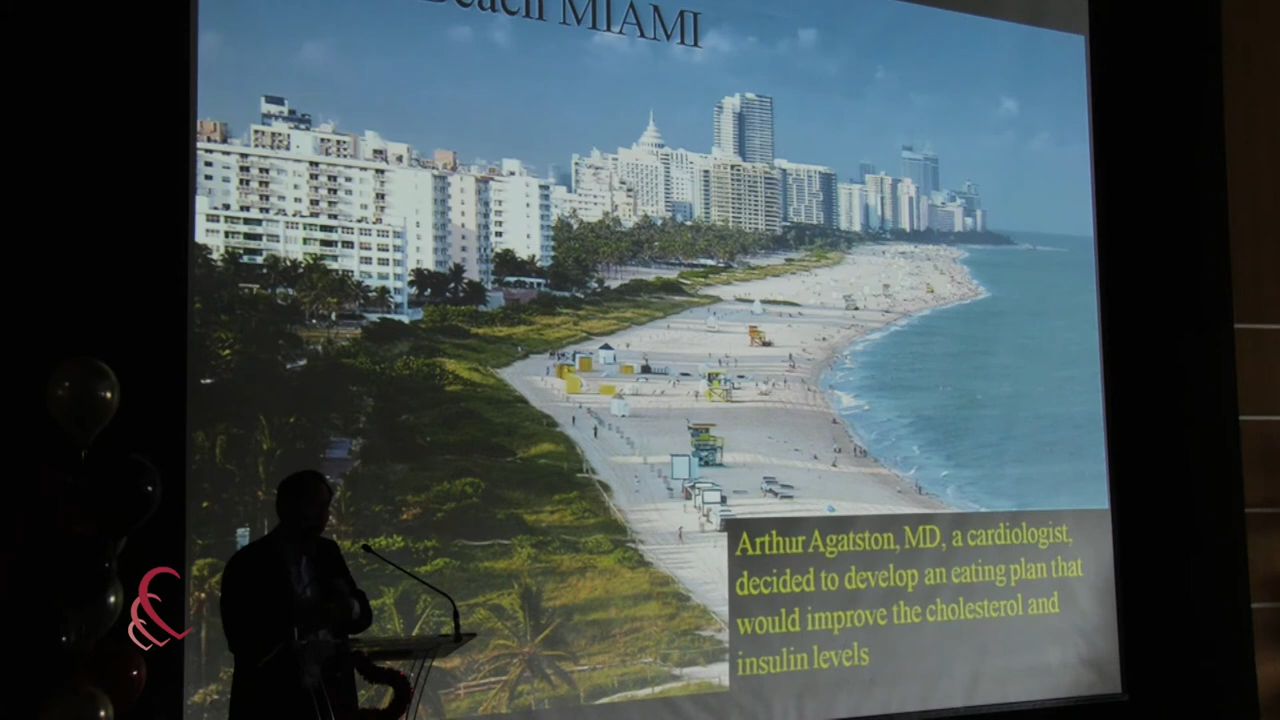 Beach MIAMI
Arthur Agatston, MD, a cardiologist,
decided to develop an eating plan that
would improve the cholesterol and
insulin levels